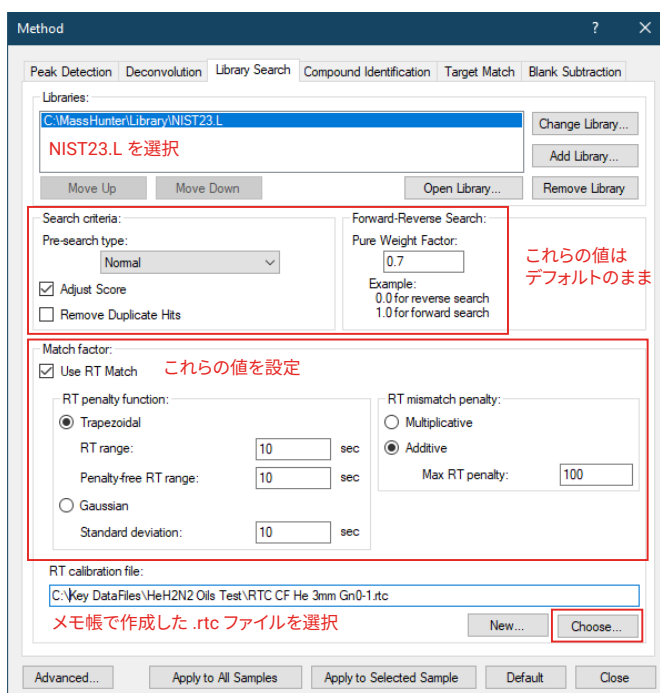 Method ? ×
Peak Detection Deconvolution Library Search Compound Identification Target Match Blank Subtraction
Libraries:
C:\MassHunter\Library\NIST23.L
NIST23.L を選択
Change Library...
Add Library...
Move Up Move Down Open Library... Remove Library
Search criteria:
Pre-search type:
Normal
Adjust Score
Remove Duplicate Hits
Forward-Reverse Search:
Pure Weight Factor:
0.7
Example:
0.0 for reverse search
1.0 for forward search
これらの値は
デフォルトのまま
Match factor:
Use RT Match
これらの値を設定
RT penalty function:
Trapezoidal
RT range: 10 sec
Penalty-free RT range: 10 sec
Gaussian
Standard deviation: 10 sec
RT mismatch penalty:
Multiplicative
Additive
Max RT penalty: 100
RT calibration file:
C:\Key DataFiles\HeH2N2 Oils Test\RTC CF He 3mm Gn0-1.rtc
メモ帳で作成した .rtc ファイルを選択
New... Choose...
Advanced... Apply to All Samples Apply to Selected Sample Default Close